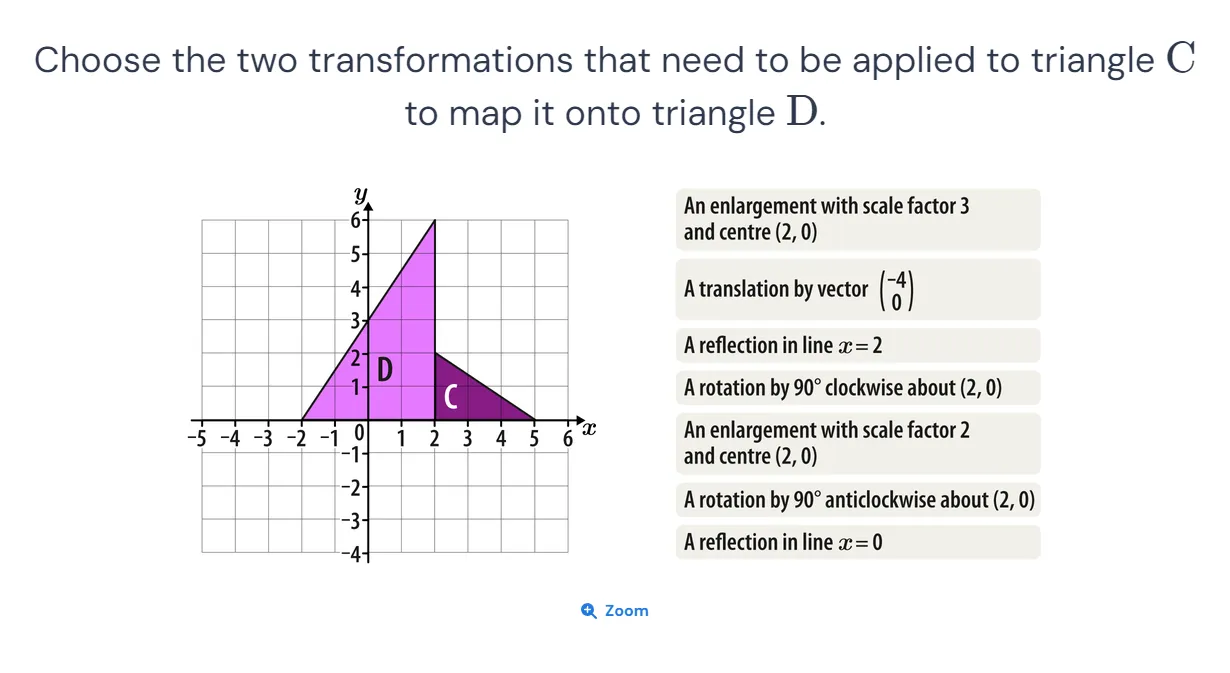 Choose the two transformations that need to be applied to triangle C
to map it onto triangle D.
y
6
5
4
3
2
1
D
C
-5 -4 -3 -2 -1 0 1 2 3 4 5 6 x
-1
-2
-3
-4
An enlargement with scale factor 3
and centre (2, 0)
A translation by vector (-4
0)
A reflection in line x = 2
A rotation by 90° clockwise about (2, 0)
An enlargement with scale factor 2
and centre (2, 0)
A rotation by 90° anticlockwise about (2, 0)
A reflection in line x = 0
Zoom